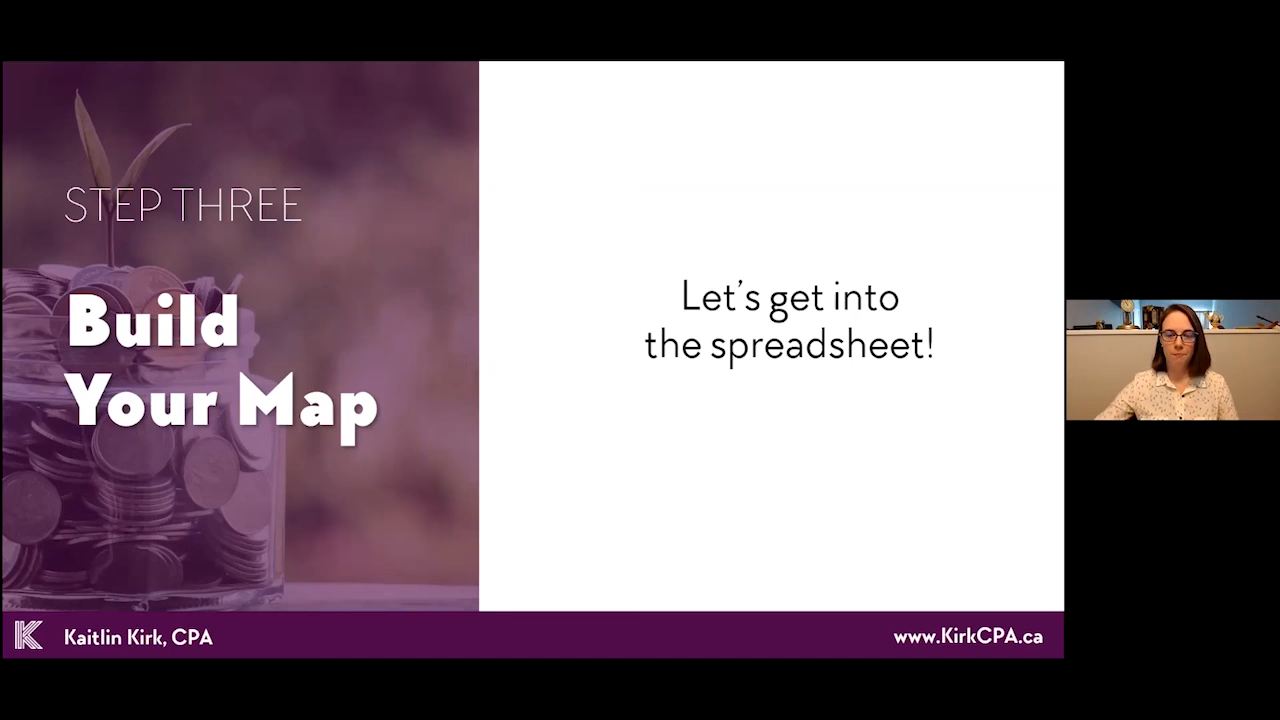 STEP THREE
Build
Your Map
Let's get into
the spreadsheet!
K
Kaitlin Kirk, CPA
www.KirkCPA.ca